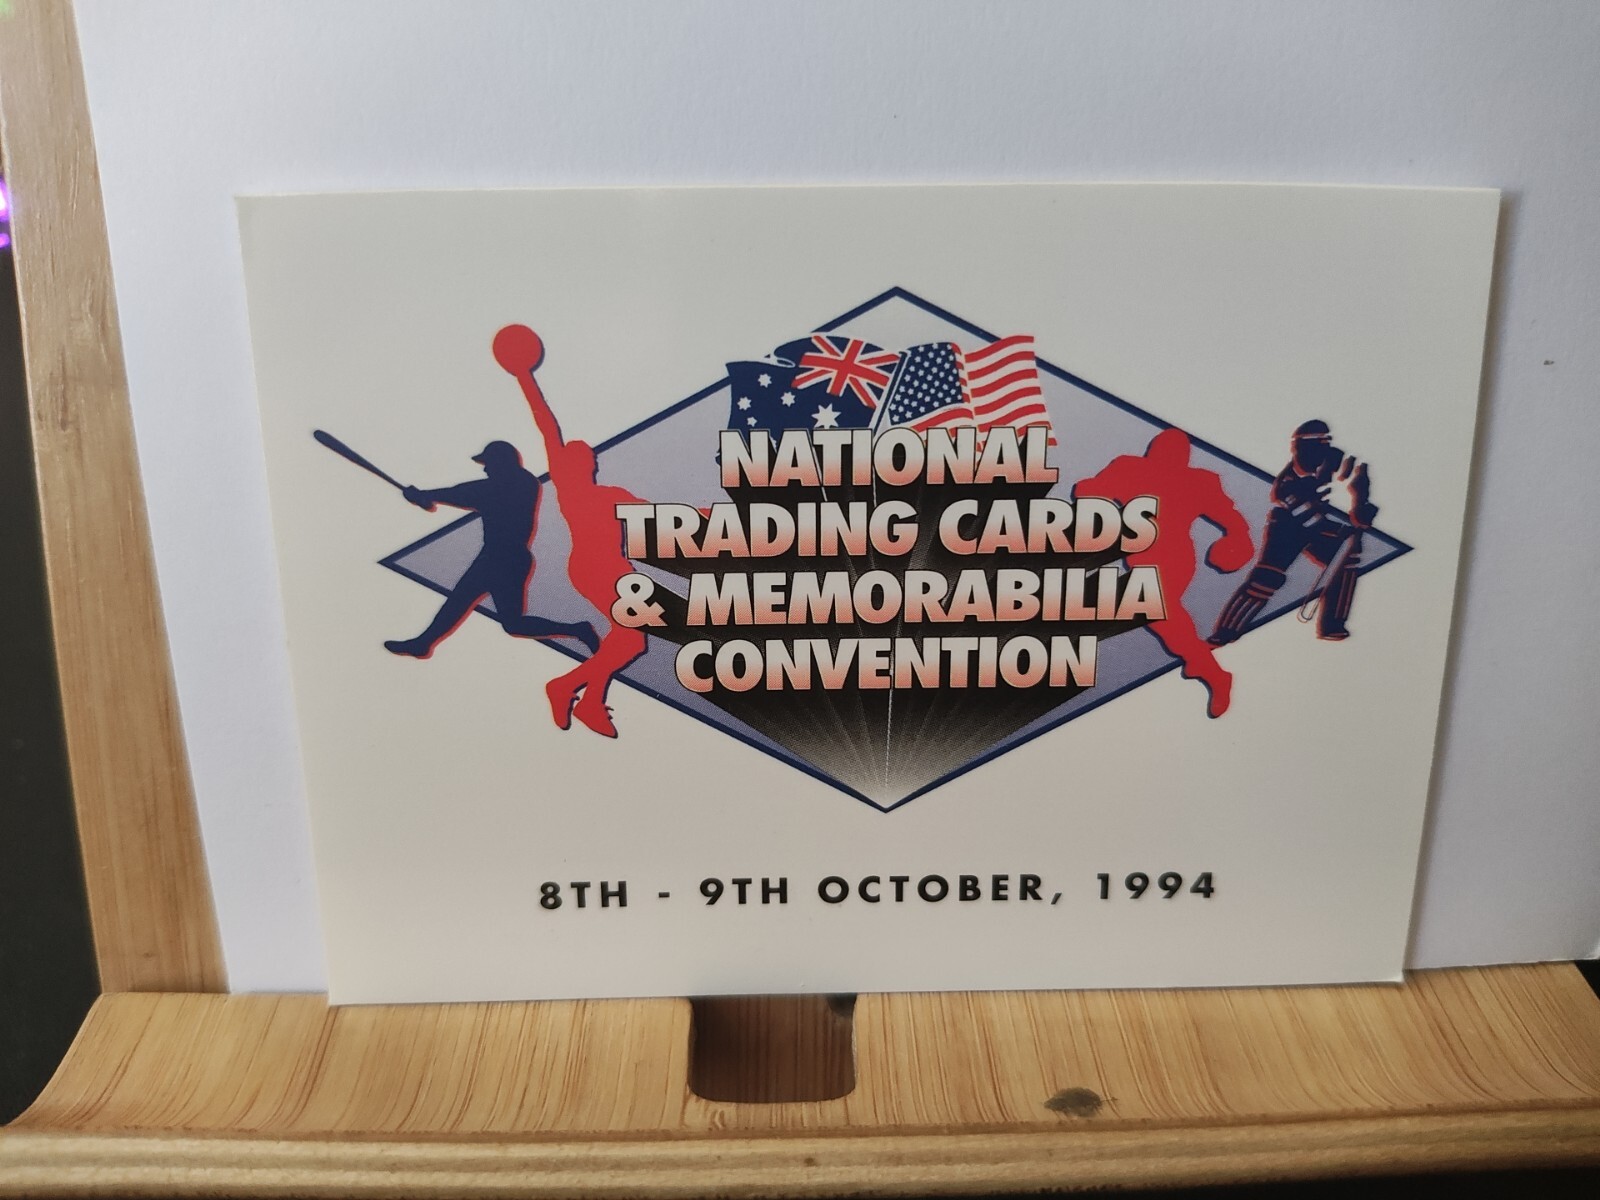 NATIONAL
TRADING CARDS
& MEMORABILIA
CONVENTION
8TH - 9TH OCTOBER, 1994